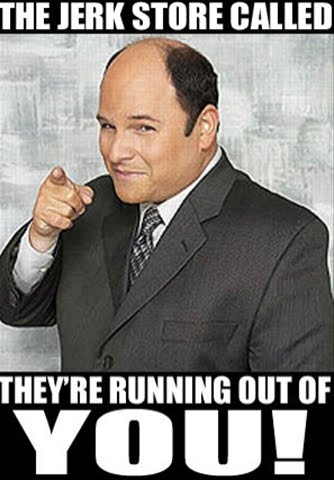 THE JERK STORE CALLED
THEY'RE RUNNING OUT OF
YOU!